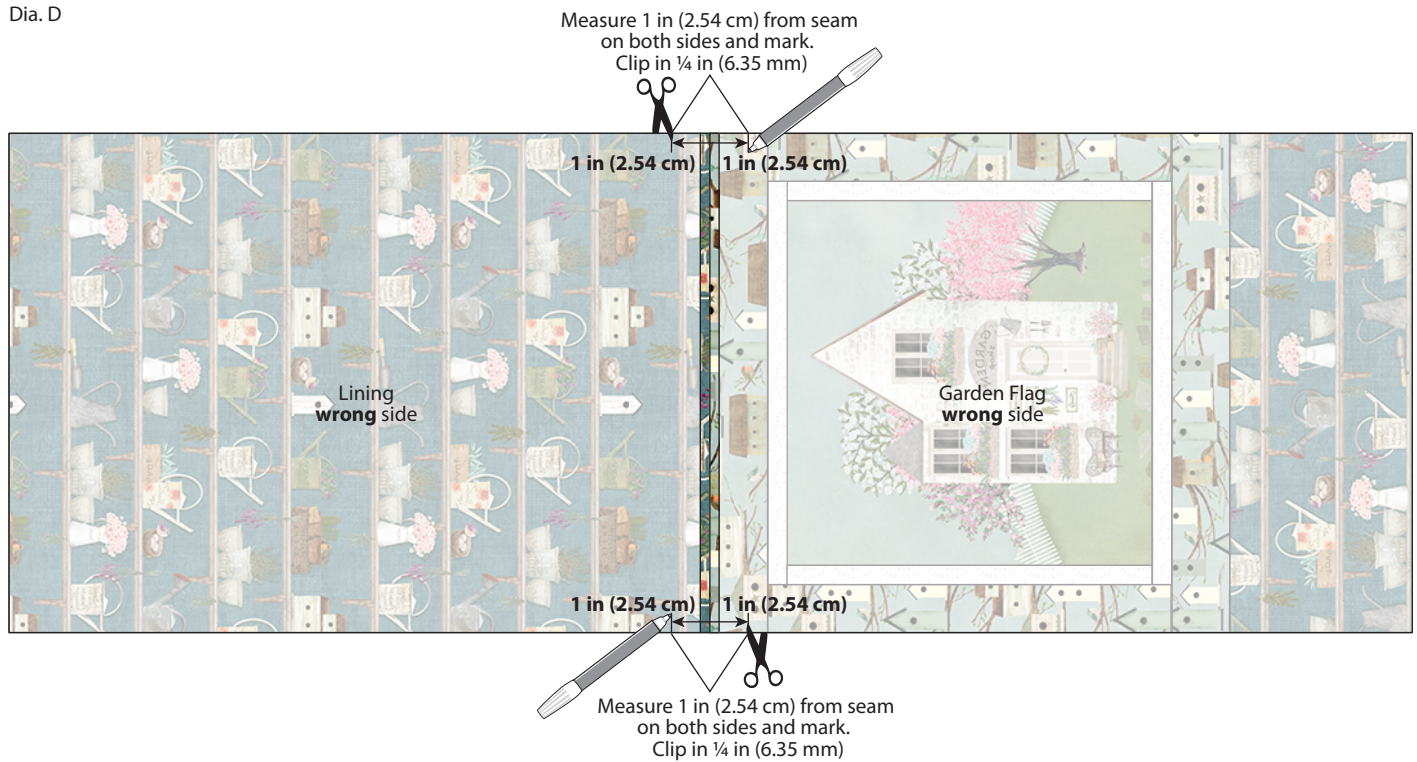 Dia. D
Measure 1 in (2.54 cm) from seam
on both sides and mark.
Clip in ¼ in (6.35 mm)
1 in (2.54 cm)
1 in (2.54 cm)
GARDEN
Lining
wrong side
Garden Flag
wrong side
1 in (2.54 cm)
1 in (2.54 cm)
Measure 1 in (2.54 cm) from seam
on both sides and mark.
Clip in ¼ in (6.35 mm)